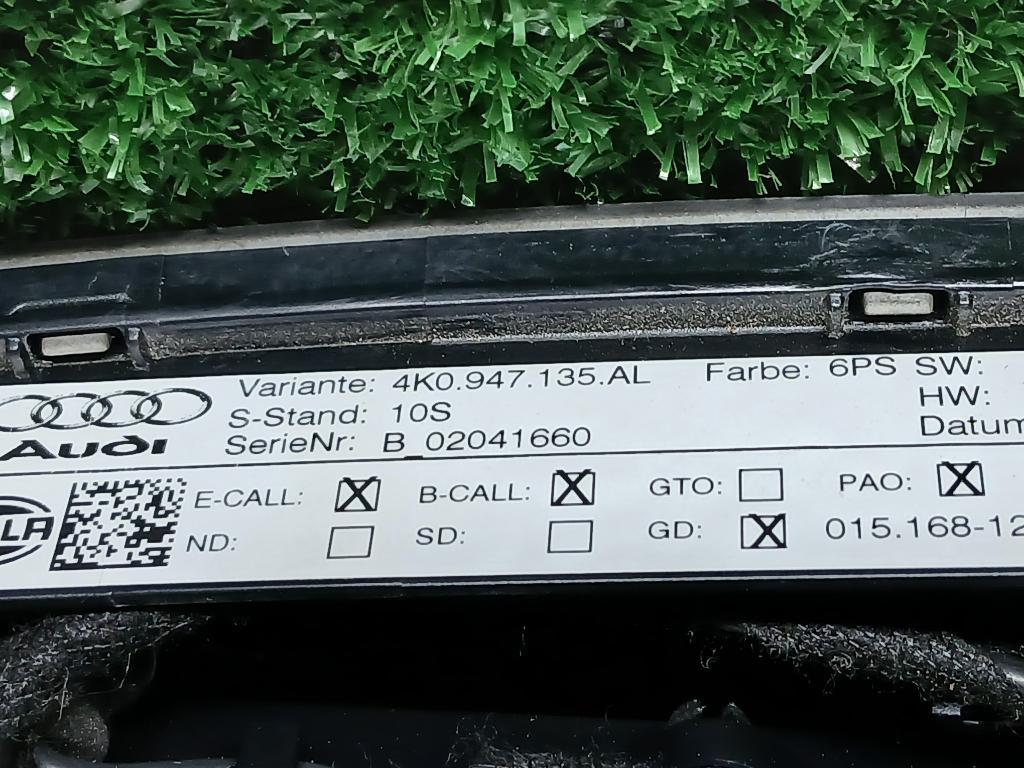 Variante: 4K0.947.135.AL Farbe: 6PS SW:
S-Stand: 10S HW:
Audi SerieNr: B_02041660 Datum
E-CALL: X B-CALL: X GTO: PAO: X
ND: SD: GD: X 015.168-12